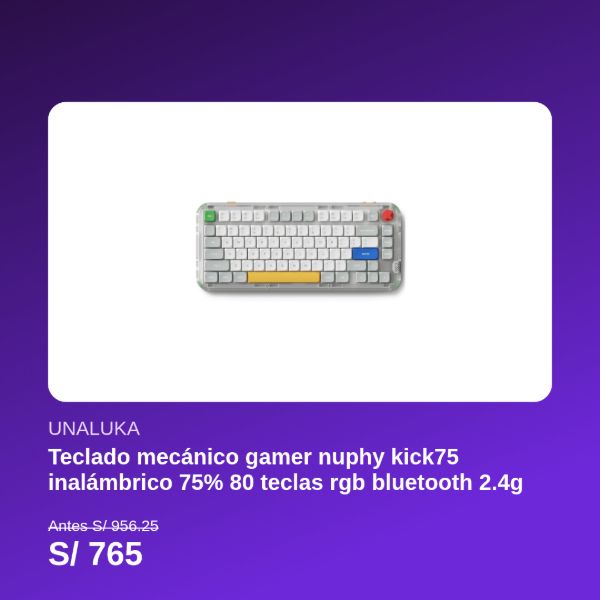 UNALUKA
Teclado mecánico gamer nuphy kick75
inalámbrico 75% 80 teclas rgb bluetooth 2.4g
Antes S/ 956.25
S/ 765